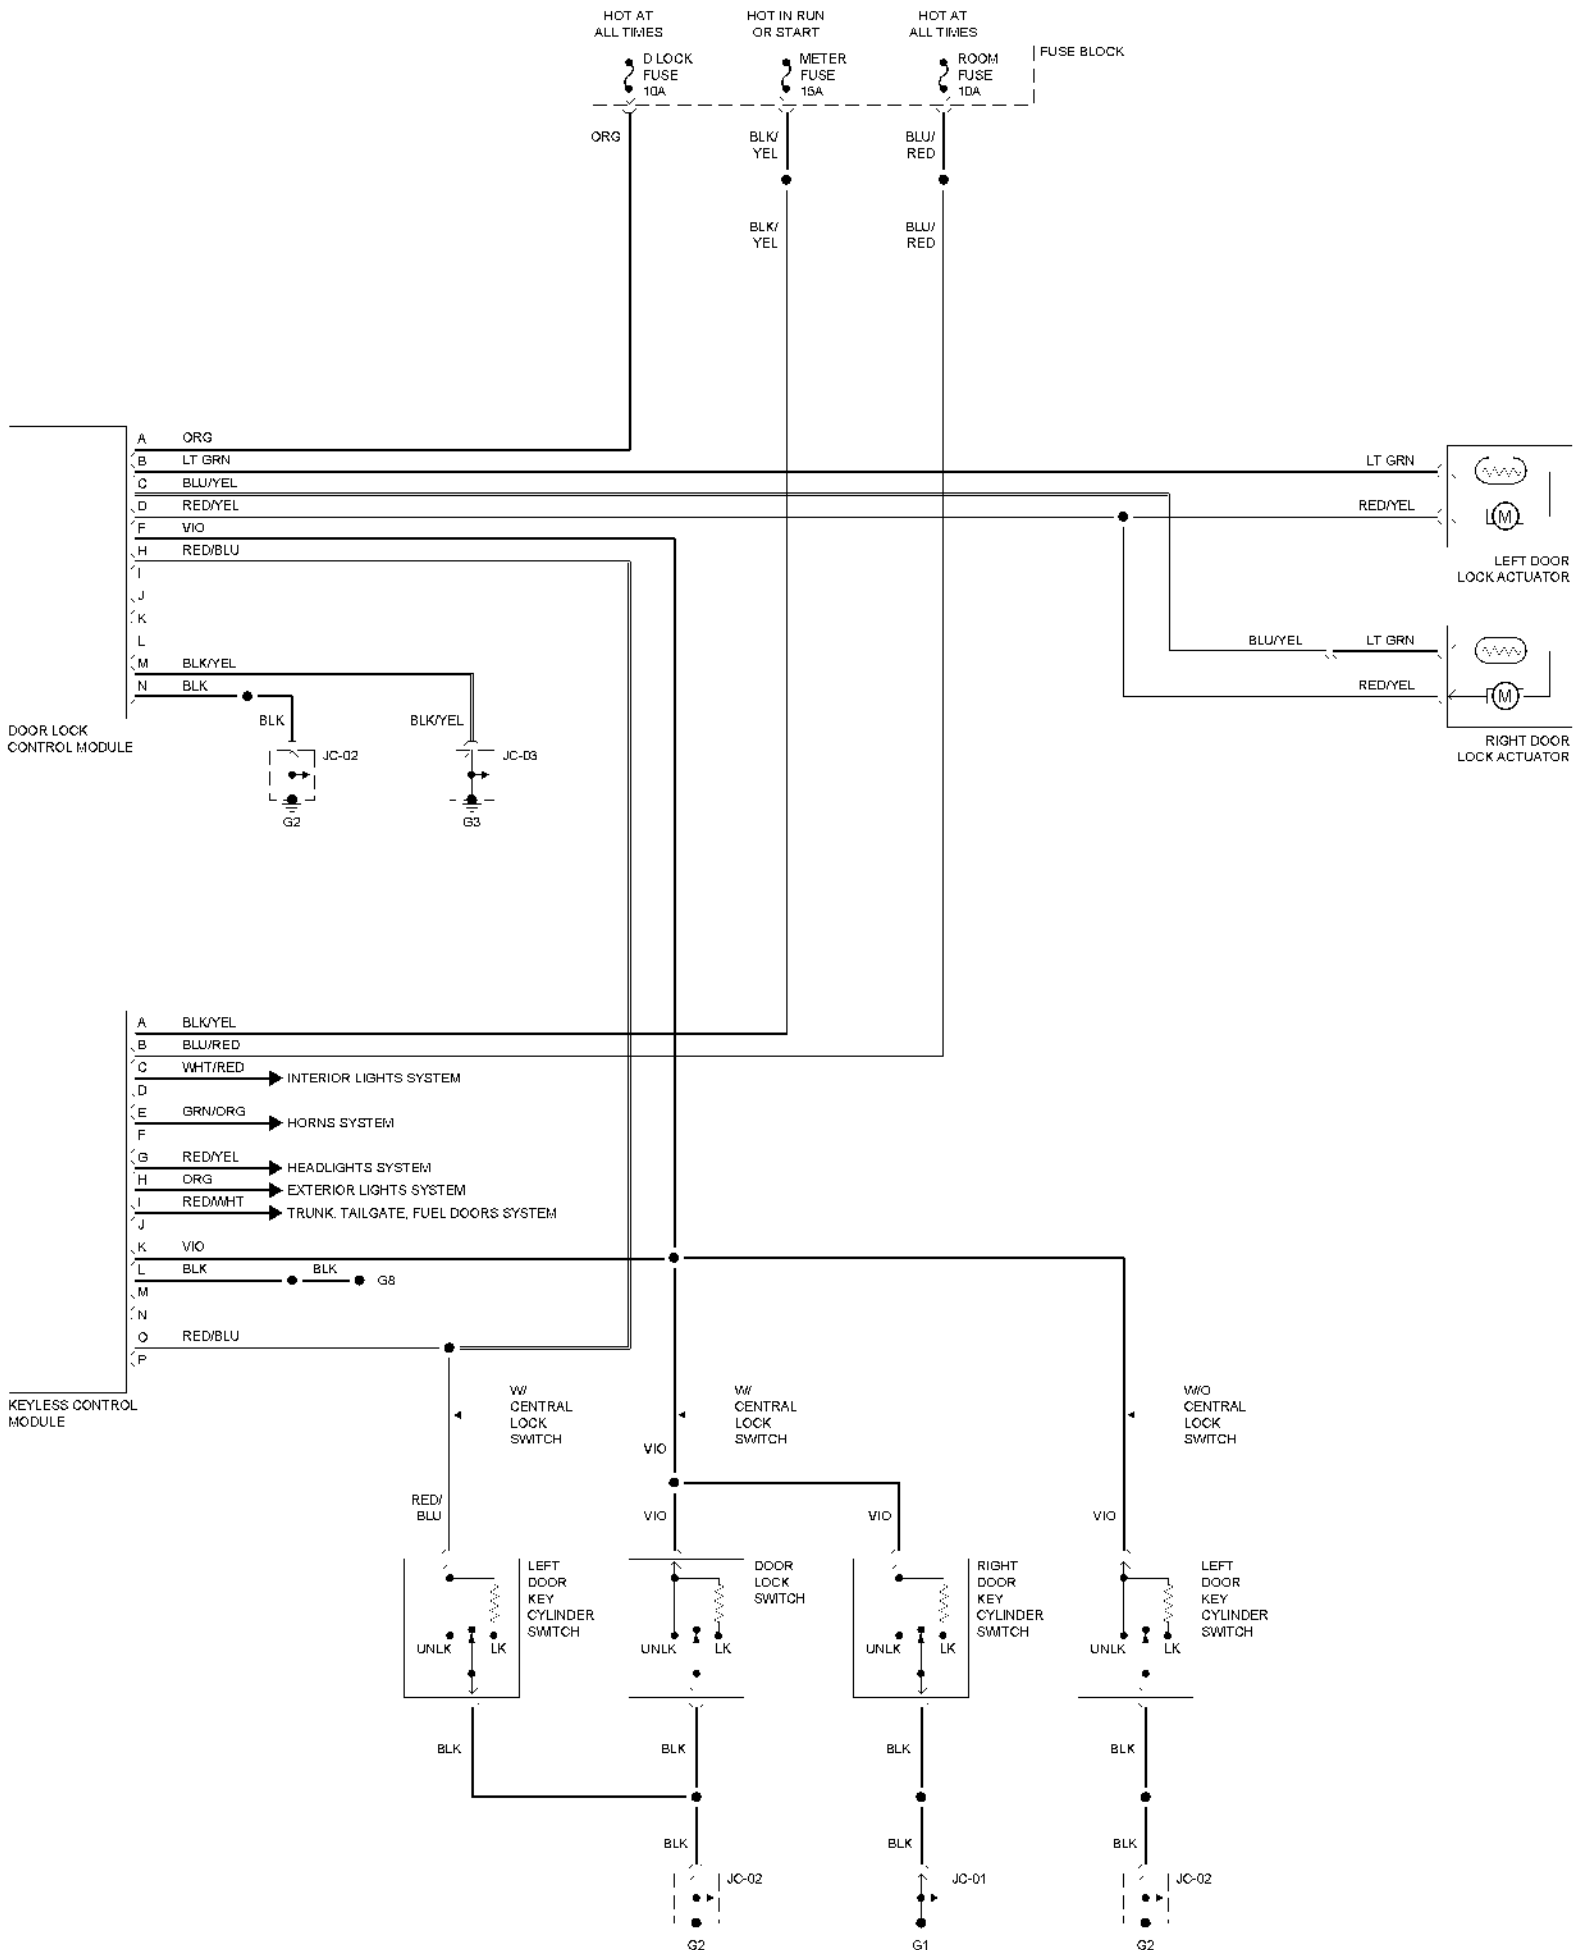 HOT AT
ALL TIMES
HOT IN RUN
OR START
HOT AT
ALL TIMES
FUSE BLOCK
D LOCK
FUSE
10A
METER
FUSE
15A
ROOM
FUSE
10A
ORG
BLK/
YEL
BLU/
RED
BLK/
YEL
BLU/
RED
A ORG
B LT GRN
C BLU/YEL
D RED/YEL
F VIO
H RED/BLU
I
J
K
L
M BLK/YEL
N BLK
DOOR LOCK
CONTROL MODULE
BLK
BLK/YEL
JC-02
JC-03
G2
G3
LT GRN
RED/YEL
M
LEFT DOOR
LOCK ACTUATOR
BLU/YEL
LT GRN
RED/YEL
M
RIGHT DOOR
LOCK ACTUATOR
A BLK/YEL
B BLU/RED
C WHT/RED
INTERIOR LIGHTS SYSTEM
D
E GRN/ORG
HORNS SYSTEM
F
G RED/YEL
HEADLIGHTS SYSTEM
H ORG
EXTERIOR LIGHTS SYSTEM
I RED/WHT
TRUNK, TAILGATE, FUEL DOORS SYSTEM
J
K VIO
L BLK BLK G8
M
N
O RED/BLU
P
KEYLESS CONTROL
MODULE
W/
CENTRAL
LOCK
SWITCH
W/
CENTRAL
LOCK
SWITCH
W/O
CENTRAL
LOCK
SWITCH
VIO
RED/
BLU
VIO
VIO
VIO
LEFT
DOOR
KEY
CYLINDER
SWITCH
DOOR
LOCK
SWITCH
RIGHT
DOOR
KEY
CYLINDER
SWITCH
LEFT
DOOR
KEY
CYLINDER
SWITCH
UNLK LK
UNLK LK
UNLK LK
UNLK LK
BLK
BLK
BLK
BLK
BLK
BLK
BLK
JC-02
JC-01
JC-02
G2
G1
G2